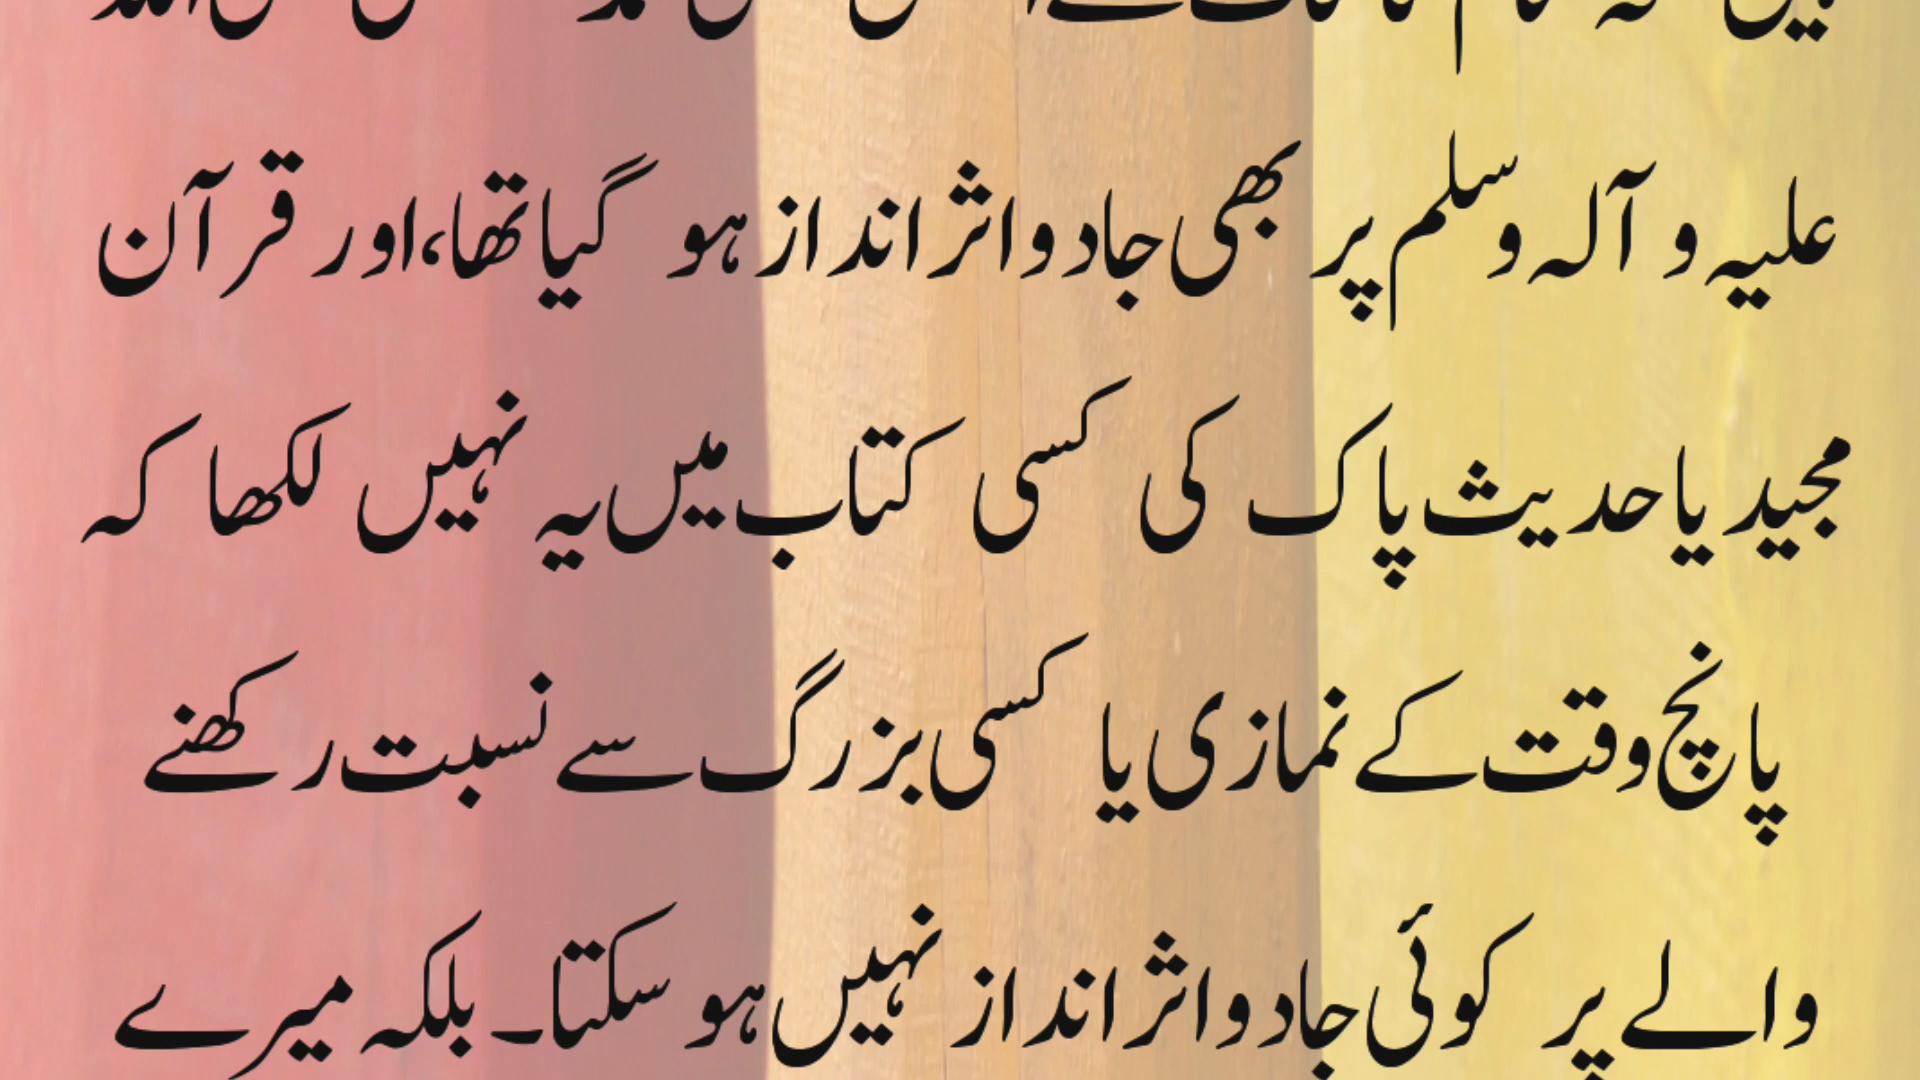 علیہ و آلہ وسلم پر بھی جادو اثر انداز ہو گیا تھا، اور قرآن
مجید یا حدیث پاک کی کسی کتاب میں یہ نہیں لکھا کہ
پانچ وقت کے نمازی یا کسی بزرگ سے نسبت رکھنے
والے پر کوئی جادو اثر انداز نہیں ہو سکتا۔ بلکہ میرے